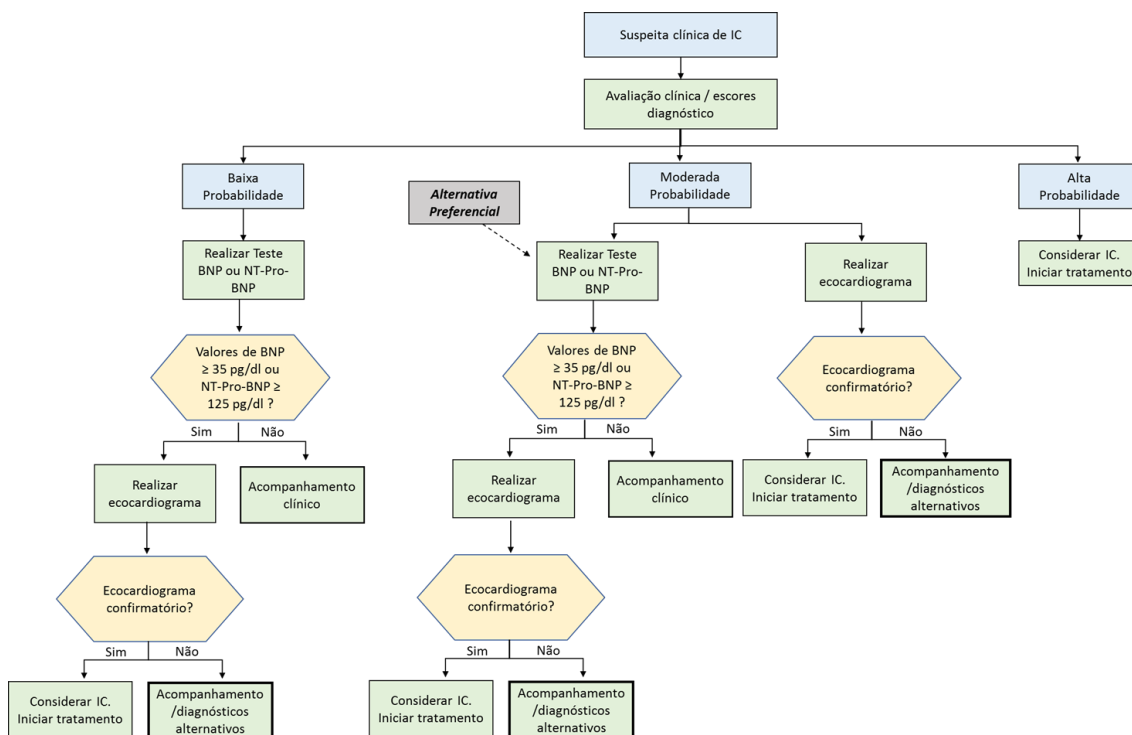 Suspeita clínica de IC
Avaliação clínica / escores
diagnóstico
Baixa
Probabilidade
Alternativa
Preferencial
Moderada
Probabilidade
Alta
Probabilidade
Realizar Teste
BNP ou NT-Pro-
BNP
Realizar Teste
BNP ou NT-Pro-
BNP
Realizar
ecocardiograma
Considerar IC.
Iniciar tratamento
Valores de BNP
≥ 35 pg/dl ou
NT-Pro-BNP ≥
125 pg/dl ?
Valores de BNP
≥ 35 pg/dl ou
NT-Pro-BNP ≥
125 pg/dl ?
Ecocardiograma
confirmatório?
Sim
Não
Sim
Não
Sim
Não
Realizar
ecocardiograma
Acompanhamento
clínico
Realizar
ecocardiograma
Acompanhamento
clínico
Considerar IC.
Iniciar tratamento
Acompanhamento
/diagnósticos
alternativos
Ecocardiograma
confirmatório?
Ecocardiograma
confirmatório?
Sim
Não
Sim
Não
Considerar IC.
Iniciar tratamento
Acompanhamento
/diagnósticos
alternativos
Considerar IC.
Iniciar tratamento
Acompanhamento
/diagnósticos
alternativos